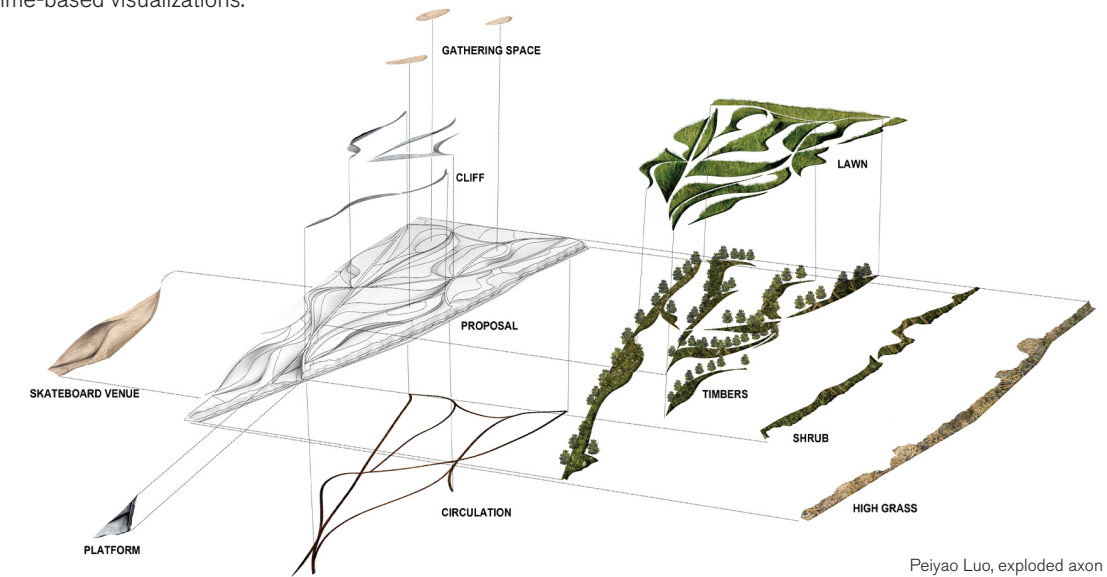 ime-based visualizations.
GATHERING SPACE
CLIFF
LAWN
PROPOSAL
SKATEBOARD VENUE
TIMBERS
SHRUB
HIGH GRASS
CIRCULATION
PLATFORM
Peiyao Luo, exploded axon